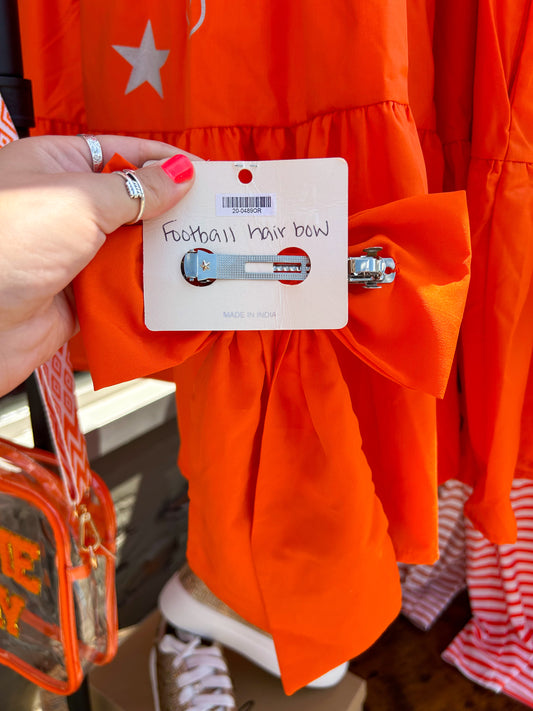 20-0489OR
Football hair bow
MADE IN INDIA